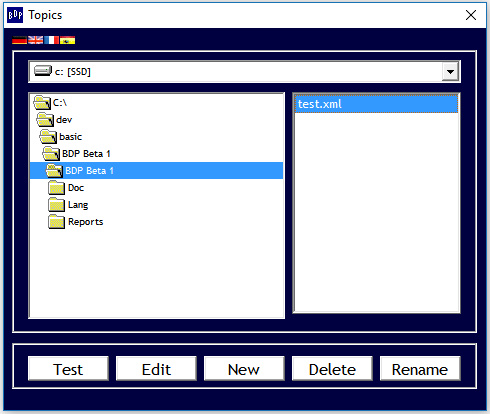 BDP Topics
c: [SSD]
C:\
dev
basic
BDP Beta 1
BDP Beta 1
Doc
Lang
Reports
test.xml
Test Edit New Delete Rename